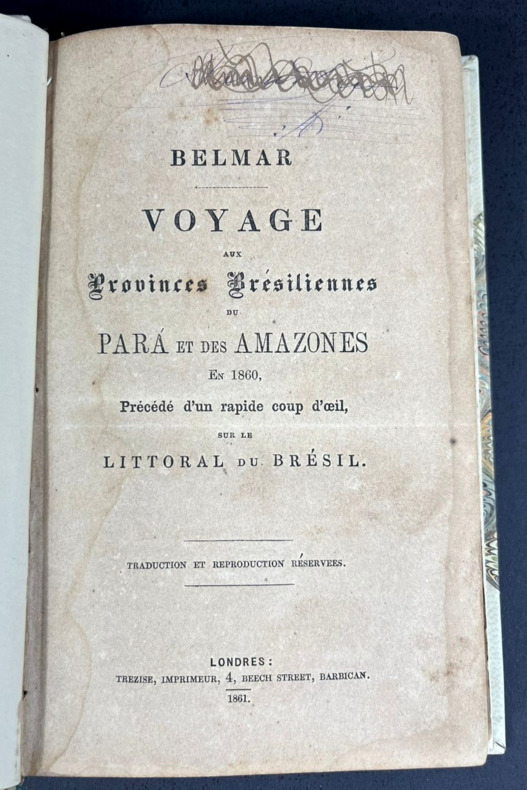 BELMAR
VOYAGE
AUX
Provinces Brésiliennes
DU
PARÁ ET DES AMAZONES
EN 1860,
Précédé d'un rapide coup d'œil,
SUR LE
LITTORAL DU BRÉSIL.
TRADUCTION ET REPRODUCTION RÉSERVEES.
LONDRES:
TREZISE, IMPRIMEUR, 4, BEECH STREET, BARBICAN.
1861.